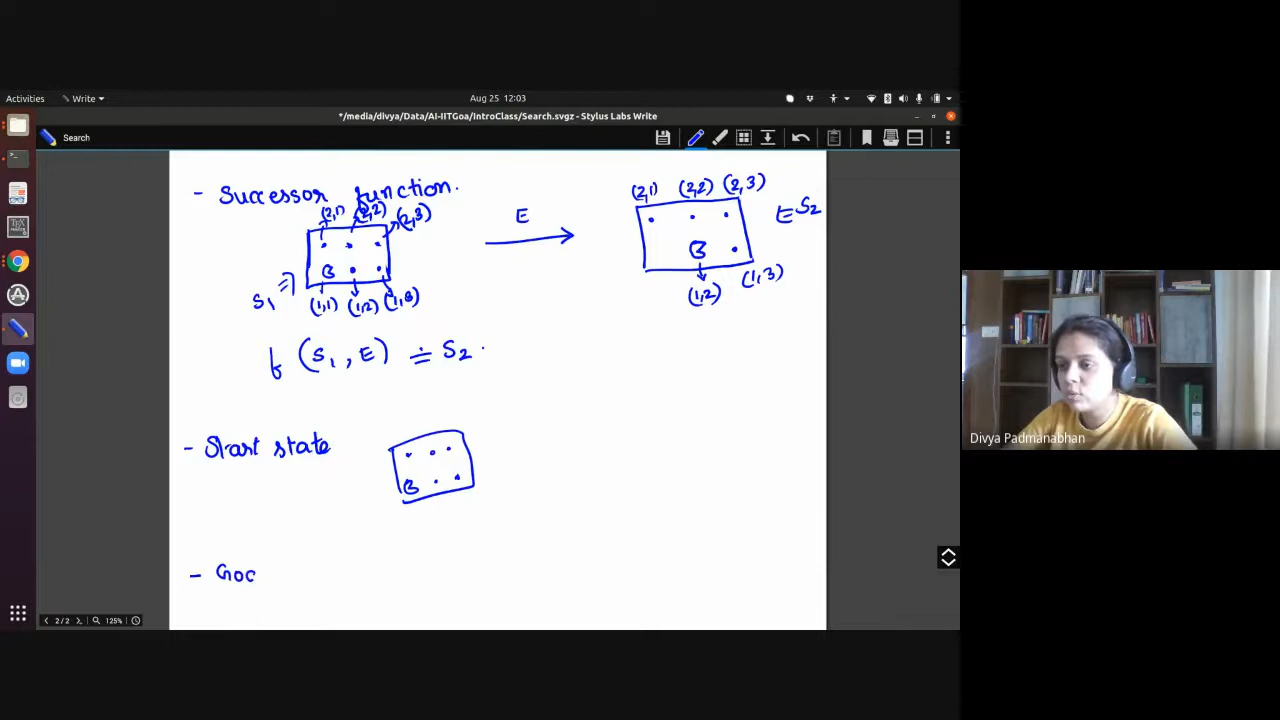 Activities
Write
Aug 25 12:03
*/media/divya/Data/AI-IITGoa/IntroClass/Search.svgz - Stylus Labs Write
Search
- Successor function.
(2,1) (2,2) (2,3)
B
S1 ⇒
(1,1) (1,2) (1,3)
E
(2,1) (2,2) (2,3)
B
(1,2) (1,3)
S2
f (S1, E) ≐ S2
- Start state
B
- Goa
2/2
125%
Divya Padmanabhan